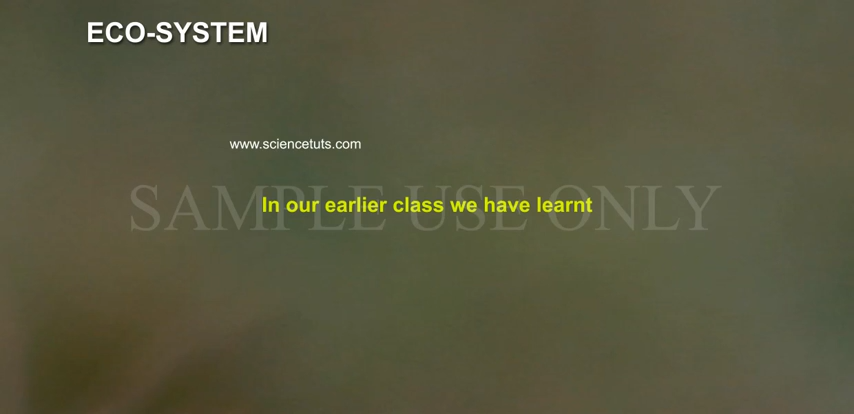 ECO-SYSTEM
www.sciencetuts.com
SAMPLE USE ONLY
In our earlier class we have learnt